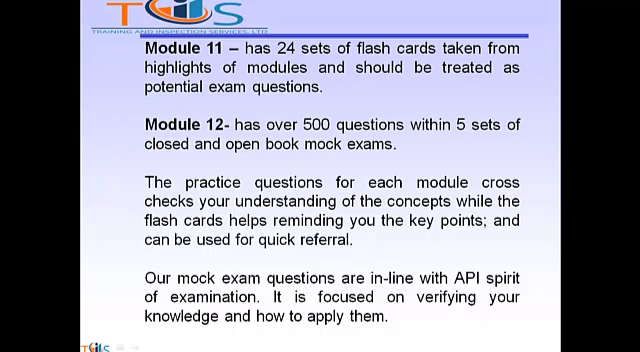 TIIS
TRAINING AND INSPECTION SERVICES, LTD
Module 11 – has 24 sets of flash cards taken from
highlights of modules and should be treated as
potential exam questions.
Module 12- has over 500 questions within 5 sets of
closed and open book mock exams.
The practice questions for each module cross
checks your understanding of the concepts while the
flash cards helps reminding you the key points; and
can be used for quick referral.
Our mock exam questions are in-line with API spirit
of examination. It is focused on verifying your
knowledge and how to apply them.
TIIS